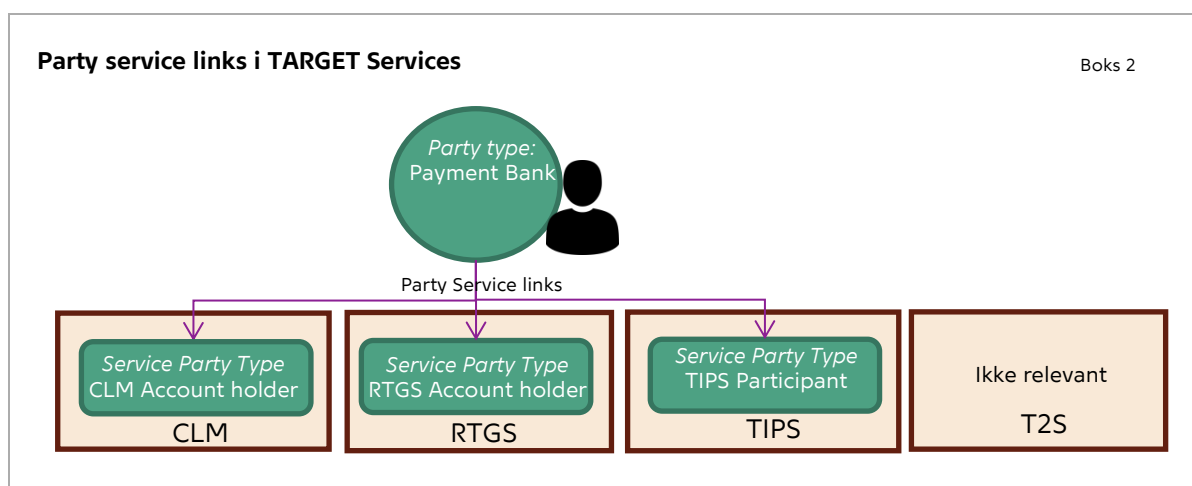 Party service links i TARGET Services
Boks 2
Party type:
Payment Bank
Party Service links
Service Party Type
CLM Account holder
CLM
Service Party Type
RTGS Account holder
RTGS
Service Party Type
TIPS Participant
TIPS
Ikke relevant
T2S